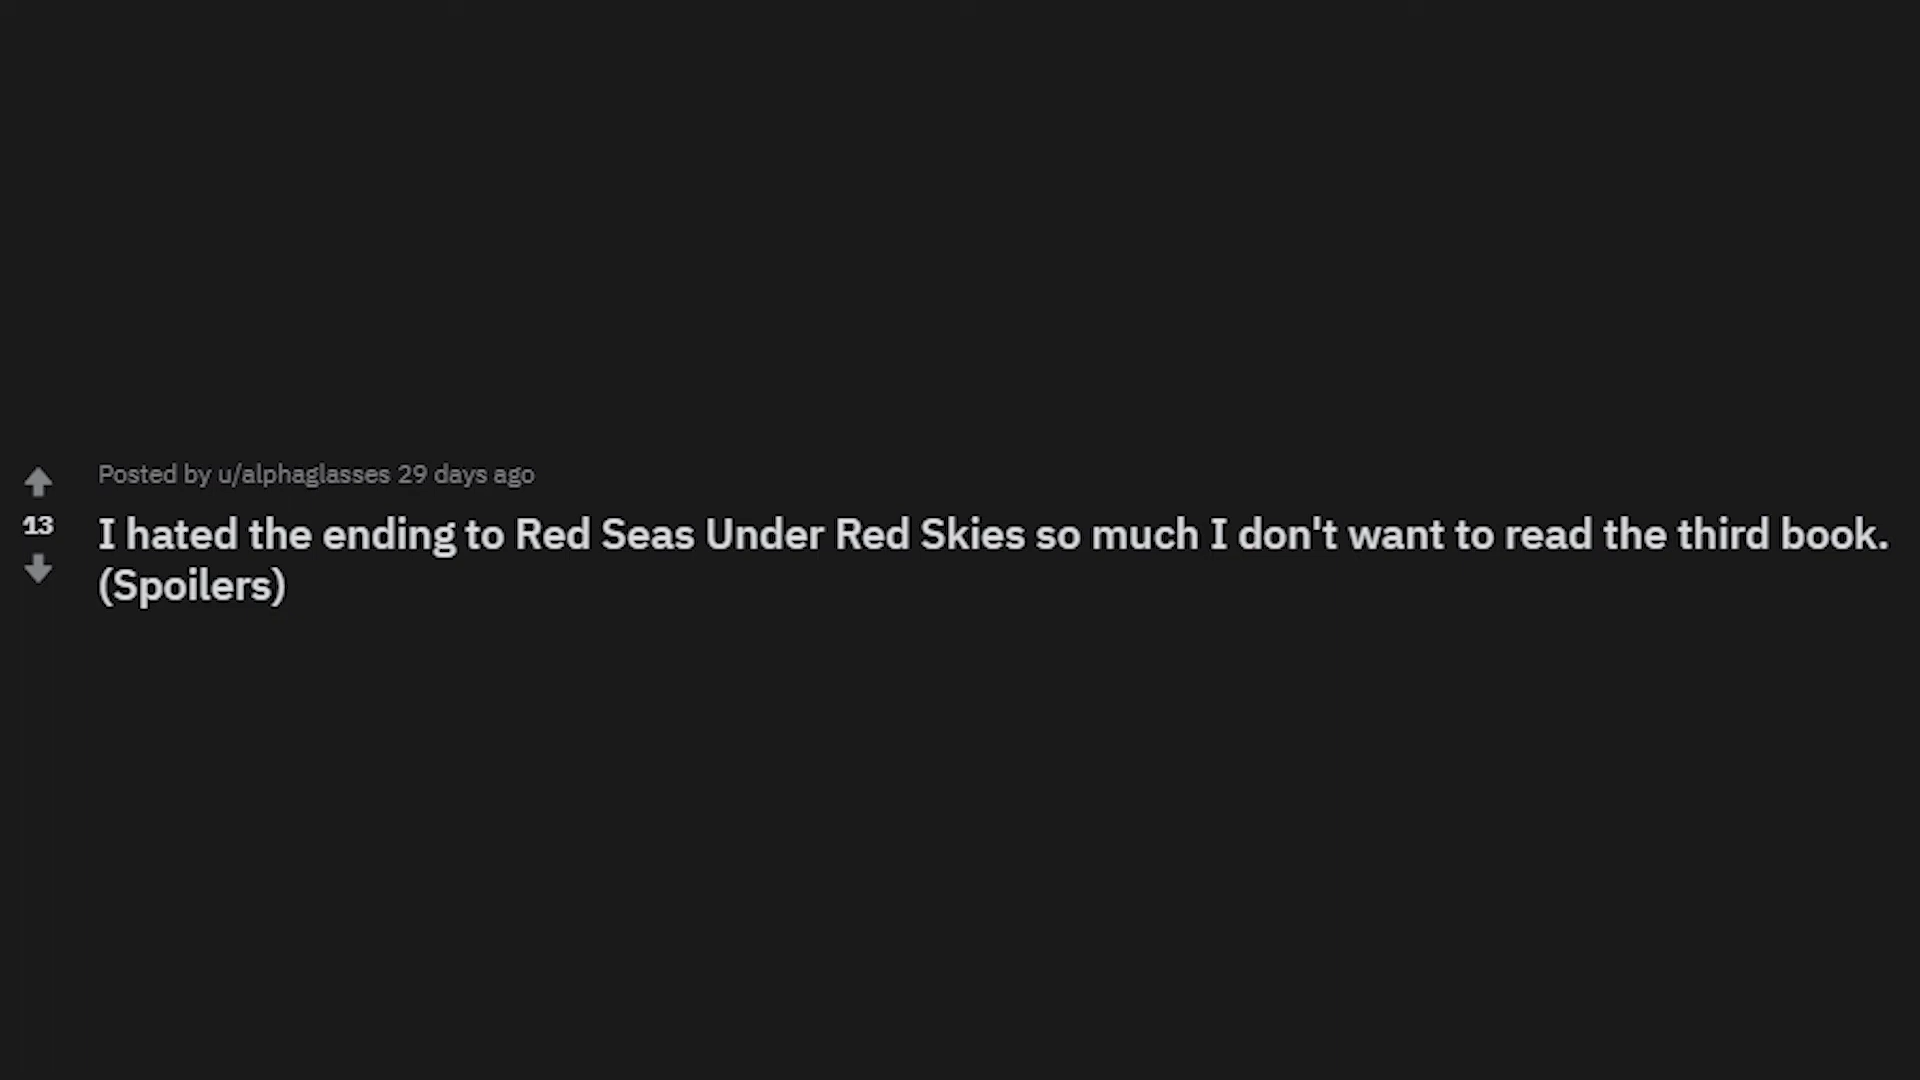 Posted by u/alphaglasses 29 days ago
13
I hated the ending to Red Seas Under Red Skies so much I don't want to read the third book.
(Spoilers)